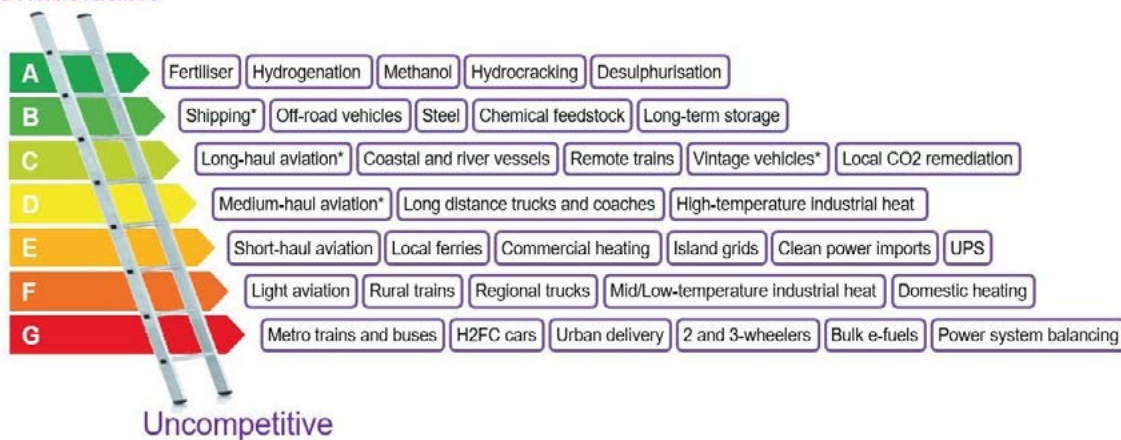 A Fertiliser Hydrogenation Methanol Hydrocracking Desulphurisation
B Shipping* Off-road vehicles Steel Chemical feedstock Long-term storage
C Long-haul aviation* Coastal and river vessels Remote trains Vintage vehicles* Local CO2 remediation
D Medium-haul aviation* Long distance trucks and coaches High-temperature industrial heat
E Short-haul aviation Local ferries Commercial heating Island grids Clean power imports UPS
F Light aviation Rural trains Regional trucks Mid/Low-temperature industrial heat Domestic heating
G Metro trains and buses H2FC cars Urban delivery 2 and 3-wheelers Bulk e-fuels Power system balancing
Uncompetitive